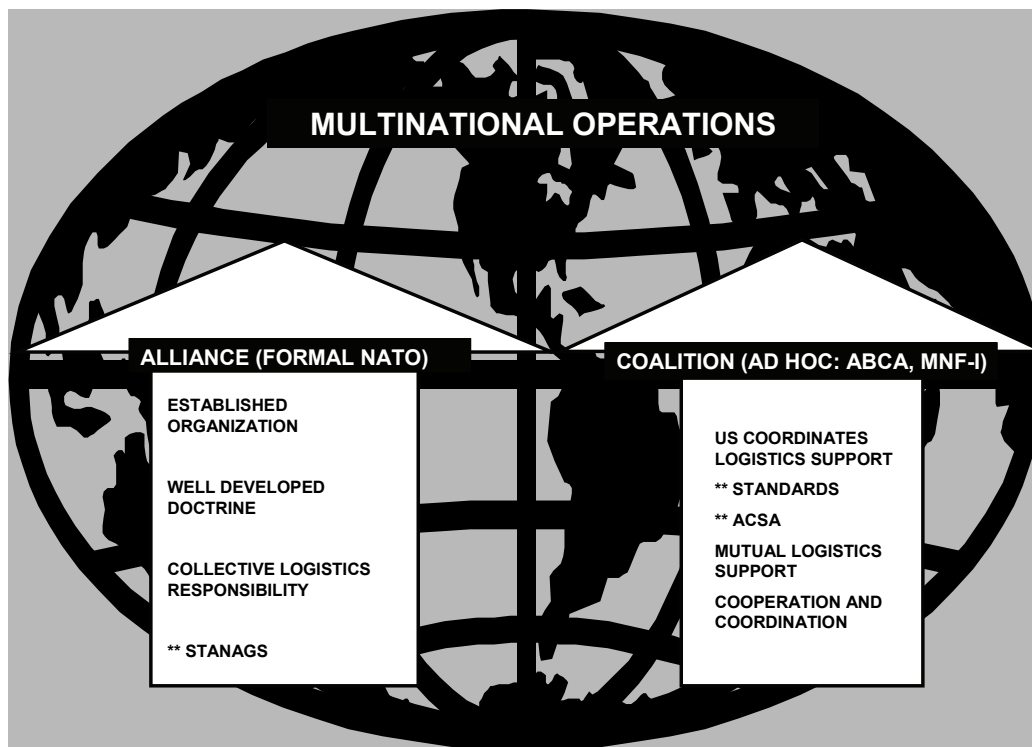 MULTINATIONAL OPERATIONS
ALLIANCE (FORMAL NATO)
ESTABLISHED
ORGANIZATION
WELL DEVELOPED
DOCTRINE
COLLECTIVE LOGISTICS
RESPONSIBILITY
** STANAGS
COALITION (AD HOC: ABCA, MNF-I)
US COORDINATES
LOGISTICS SUPPORT
** STANDARDS
** ACSA
MUTUAL LOGISTICS
SUPPORT
COOPERATION AND
COORDINATION